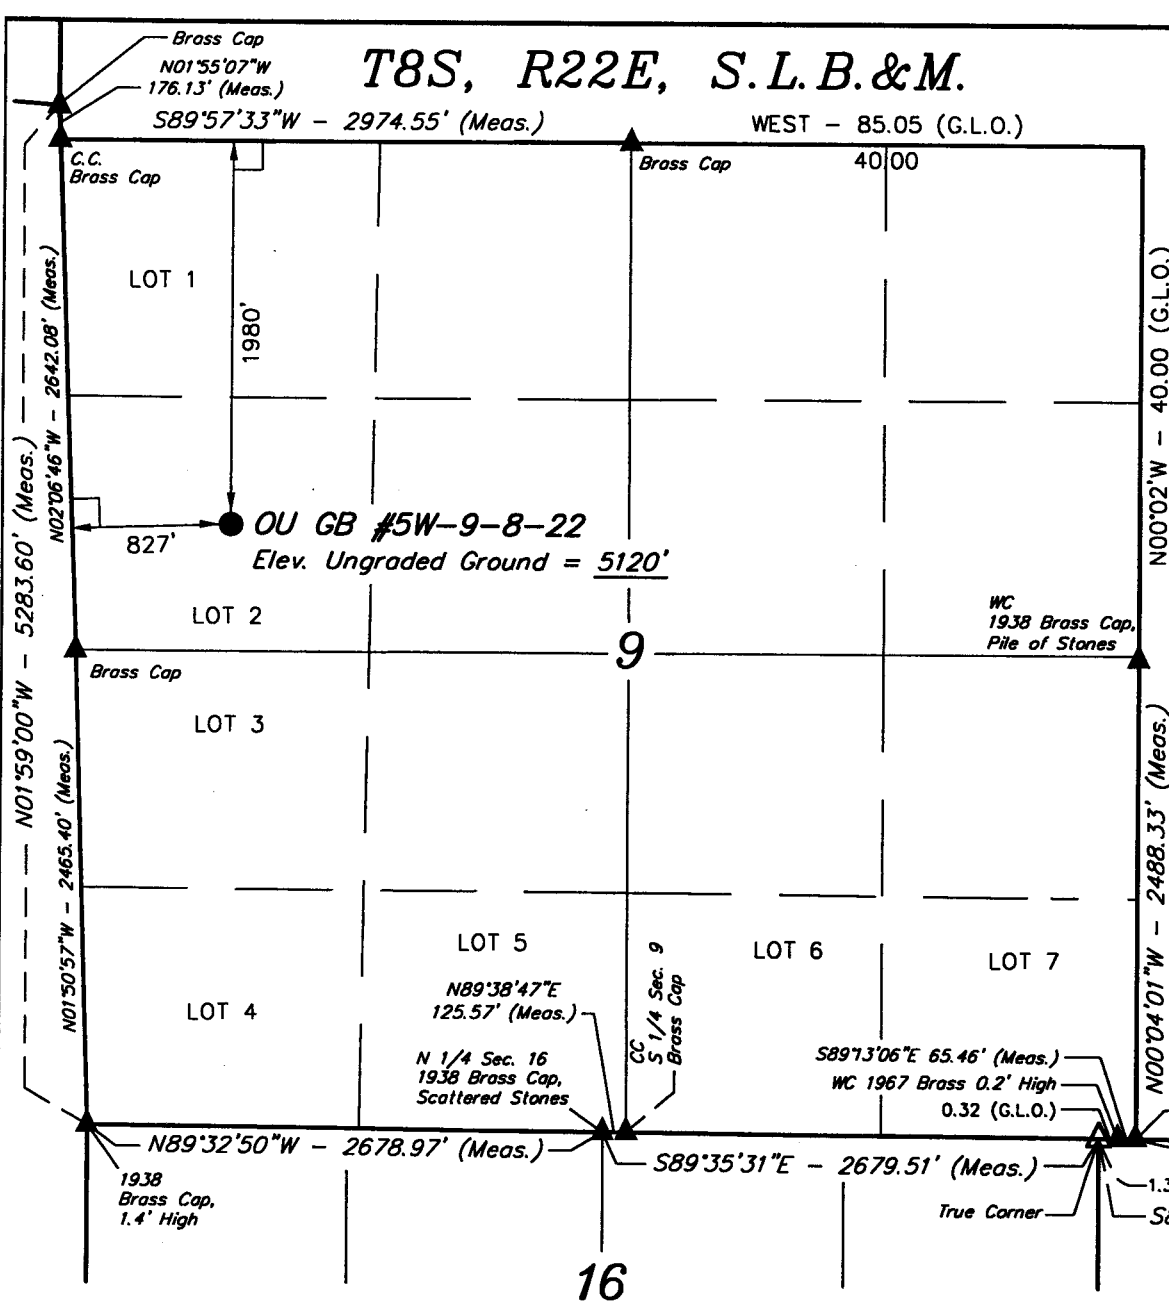 T8S, R22E, S.L.B.&M.
Brass Cap
N01°55'07"W
176.13' (Meas.)
S89°57'33"W - 2974.55' (Meas.)
WEST - 85.05 (G.L.O.)
C.C.
Brass Cap
Brass Cap
40.00
LOT 1
1980'
N02°06'46"W - 2642.08' (Meas.)
N00°02'W - 40.00 (G.L.O.)
N01°59'00"W - 5283.60' (Meas.)
OU GB #5W-9-8-22
827'
Elev. Ungraded Ground = 5120'
LOT 2
WC
1938 Brass Cap,
Pile of Stones
9
Brass Cap
LOT 3
N01°50'57"W - 2465.40' (Meas.)
N00°04'01"W - 2488.33' (Meas.)
LOT 5
LOT 6
LOT 7
N89°38'47"E
125.57' (Meas.)
CC
S 1/4 Sec. 9
Brass Cap
LOT 4
N 1/4 Sec. 16
1938 Brass Cap,
Scattered Stones
S89°13'06"E 65.46' (Meas.)
WC 1967 Brass 0.2' High
0.32 (G.L.O.)
N89°32'50"W - 2678.97' (Meas.)
S89°35'31"E - 2679.51' (Meas.)
1938
Brass Cap,
1.4' High
1.3
True Corner
16